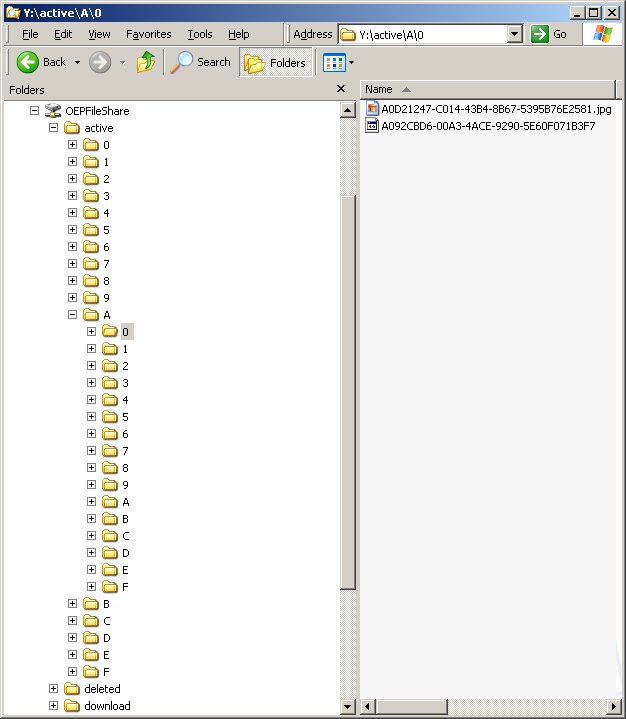 Y:\active\A\0
File Edit View Favorites Tools Help Address Y:\active\A\0 Go
Back Search Folders
Folders
OEPFileShare
active
0
1
2
3
4
5
6
7
8
9
A
0
1
2
3
4
5
6
7
8
9
A
B
C
D
E
F
B
C
D
E
F
deleted
download
Name
A0D21247-C014-43B4-8B67-5395B76E2581.jpg
A092CBD6-00A3-4ACE-9290-5E60F071B3F7